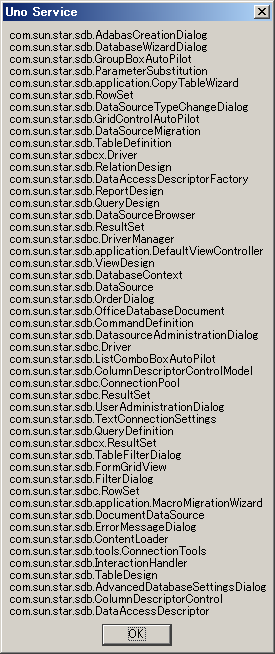 Uno Service
com.sun.star.sdb.AdabasCreationDialog
com.sun.star.sdb.DatabaseWizardDialog
com.sun.star.sdb.GroupBoxAutoPilot
com.sun.star.sdb.ParameterSubstitution
com.sun.star.sdb.application.CopyTableWizard
com.sun.star.sdb.RowSet
com.sun.star.sdb.DataSourceTypeChangeDialog
com.sun.star.sdb.GridControlAutoPilot
com.sun.star.sdb.DataSourceMigration
com.sun.star.sdb.TableDefinition
com.sun.star.sdbcx.Driver
com.sun.star.sdb.RelationDesign
com.sun.star.sdb.DataAccessDescriptorFactory
com.sun.star.sdb.ReportDesign
com.sun.star.sdb.QueryDesign
com.sun.star.sdb.DataSourceBrowser
com.sun.star.sdb.ResultSet
com.sun.star.sdbc.DriverManager
com.sun.star.sdb.application.DefaultViewController
com.sun.star.sdb.ViewDesign
com.sun.star.sdb.DatabaseContext
com.sun.star.sdb.DataSource
com.sun.star.sdb.OrderDialog
com.sun.star.sdb.OfficeDatabaseDocument
com.sun.star.sdb.CommandDefinition
com.sun.star.sdb.DatasourceAdministrationDialog
com.sun.star.sdbc.Driver
com.sun.star.sdb.ListComboBoxAutoPilot
com.sun.star.sdb.ColumnDescriptorControlModel
com.sun.star.sdbc.ConnectionPool
com.sun.star.sdbc.ResultSet
com.sun.star.sdb.UserAdministrationDialog
com.sun.star.sdb.TextConnectionSettings
com.sun.star.sdb.QueryDefinition
com.sun.star.sdbcx.ResultSet
com.sun.star.sdb.TableFilterDialog
com.sun.star.sdb.FormGridView
com.sun.star.sdb.FilterDialog
com.sun.star.sdbc.RowSet
com.sun.star.sdb.application.MacroMigrationWizard
com.sun.star.sdb.DocumentDataSource
com.sun.star.sdb.ErrorMessageDialog
com.sun.star.sdb.ContentLoader
com.sun.star.sdb.tools.ConnectionTools
com.sun.star.sdb.InteractionHandler
com.sun.star.sdb.TableDesign
com.sun.star.sdb.AdvancedDatabaseSettingsDialog
com.sun.star.sdb.ColumnDescriptorControl
com.sun.star.sdb.DataAccessDescriptor
OK